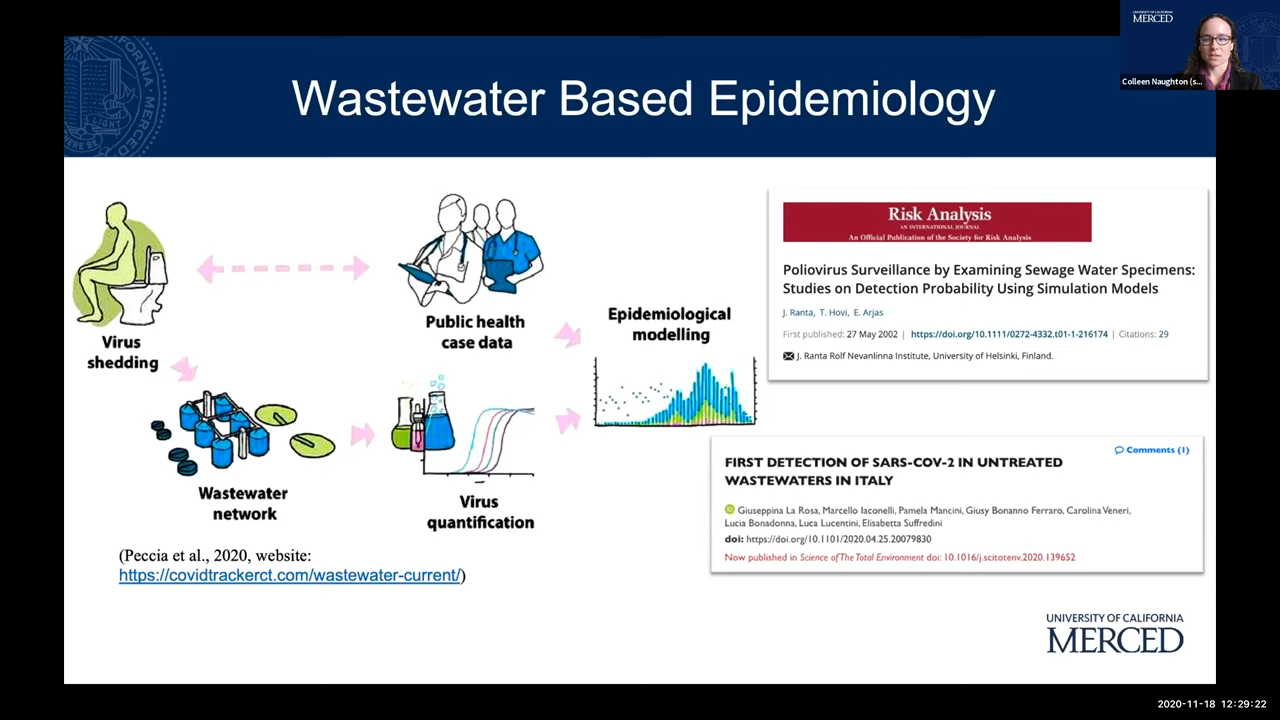 UNIVERSITY OF CALIFORNIA
MERCED
Colleen Naughton (s...
Wastewater Based Epidemiology
Virus
shedding
Public health
case data
Epidemiological
modelling
Wastewater
network
Virus
quantification
(Peccia et al., 2020, website:
https://covidtrackerct.com/wastewater-current/)
Risk Analysis
AN INTERNATIONAL JOURNAL
An Official Publication of the Society for Risk Analysis
Poliovirus Surveillance by Examining Sewage Water Specimens:
Studies on Detection Probability Using Simulation Models
J. Ranta, T. Hovi, E. Arjas
First published: 27 May 2002 | https://doi.org/10.1111/0272-4332.t01-1-216174 | Citations: 29
J. Ranta Rolf Nevanlinna Institute, University of Helsinki, Finland.
Comments (1)
FIRST DETECTION OF SARS-COV-2 IN UNTREATED
WASTEWATERS IN ITALY
Giuseppina La Rosa, Marcello Iaconelli, Pamela Mancini, Giusy Bonanno Ferraro, Carolina Veneri,
Lucia Bonadonna, Luca Lucentini, Elisabetta Suffredini
doi: https://doi.org/10.1101/2020.04.25.20079830
Now published in Science of The Total Environment doi: 10.1016/j.scitotenv.2020.139652
UNIVERSITY OF CALIFORNIA
MERCED
2020-11-18 12:29:22